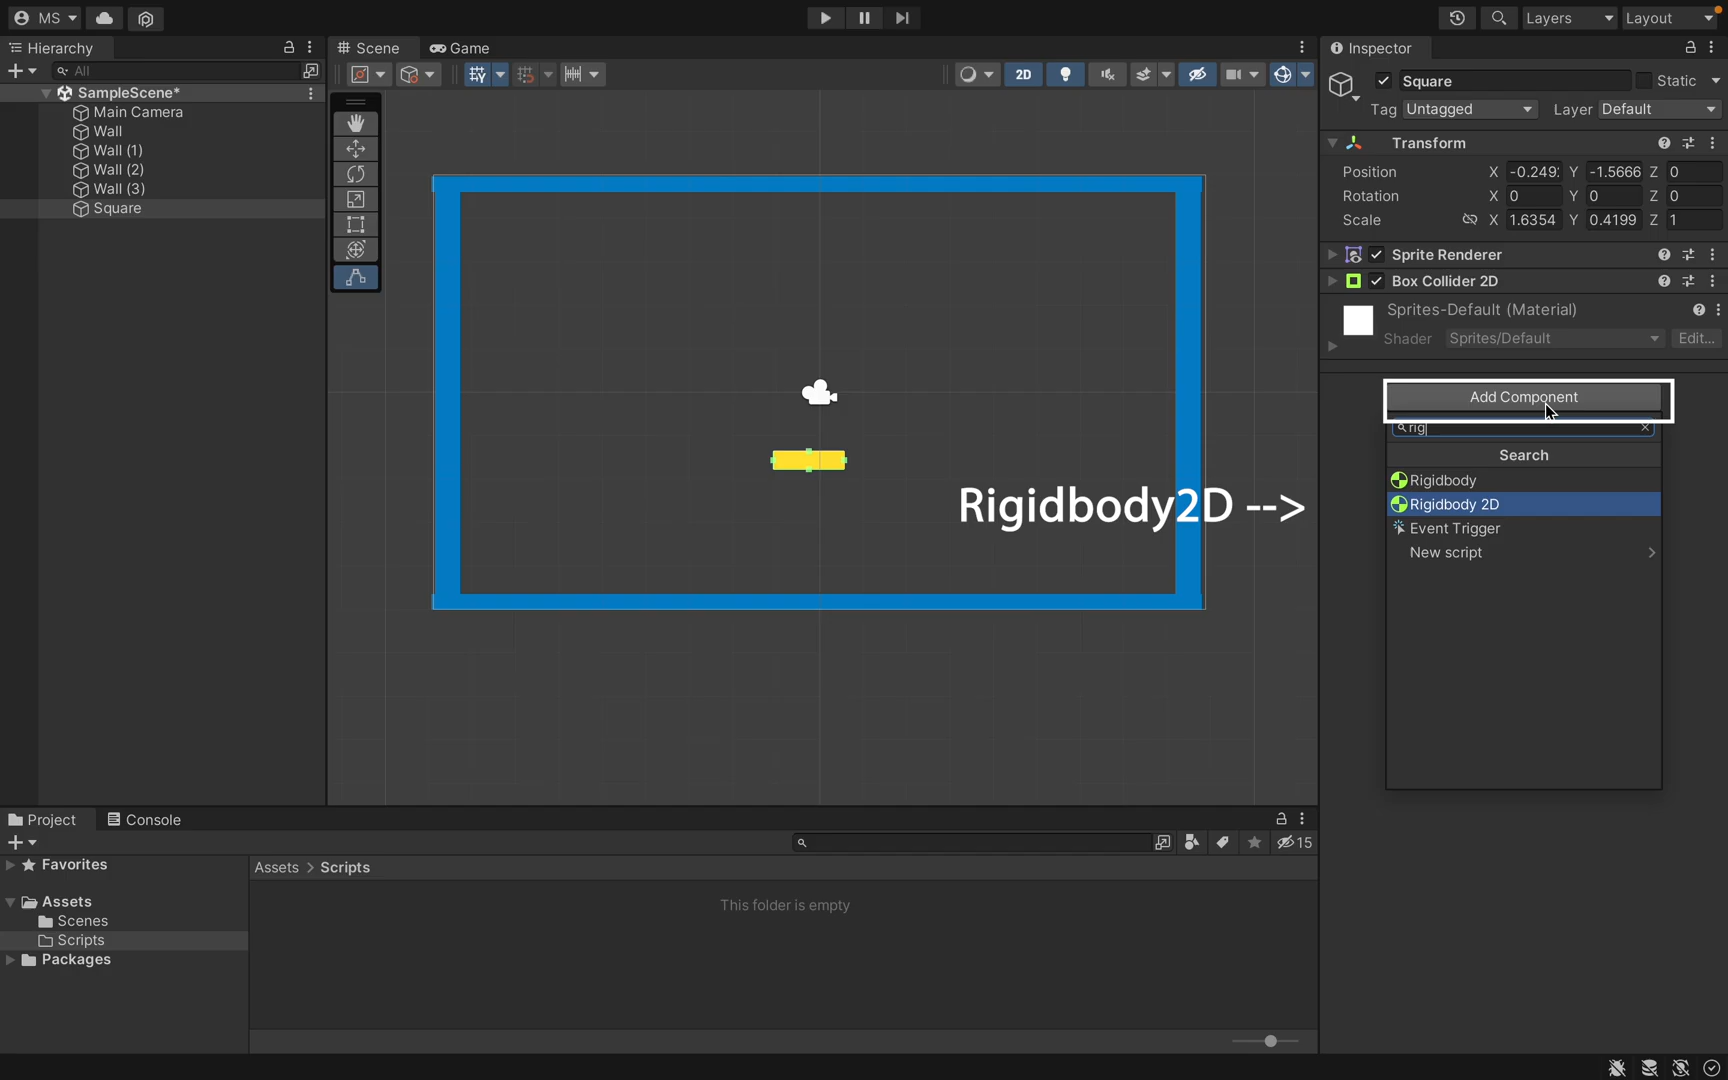 MS
Layers
Layout
Hierarchy
All
SampleScene*
Main Camera
Wall
Wall (1)
Wall (2)
Wall (3)
Square
Scene
Game
2D
Rigidbody2D -->
Inspector
Square
Static
Tag Untagged Layer Default
Transform
Position X -0.249 Y -1.5666 Z 0
Rotation X 0 Y 0 Z 0
Scale X 1.6354 Y 0.4199 Z 1
Sprite Renderer
Box Collider 2D
Sprites-Default (Material)
Shader Sprites/Default Edit...
Add Component
rig
Search
Rigidbody
Rigidbody 2D
Event Trigger
New script
Project
Console
15
Favorites
Assets
Scenes
Scripts
Packages
Assets > Scripts
This folder is empty